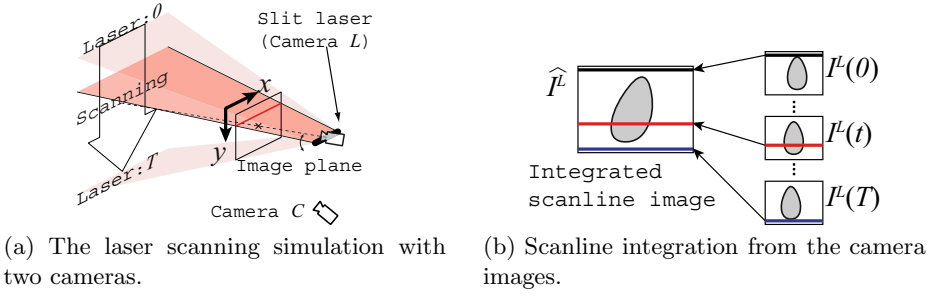 Laser:0
Scanning
Laser:T
Slit laser
(Camera L)
x
y
Image plane
Camera C
(a) The laser scanning simulation with
two cameras.
I^L
Integrated
scanline image
I^L(0)
I^L(t)
I^L(T)
(b) Scanline integration from the camera
images.